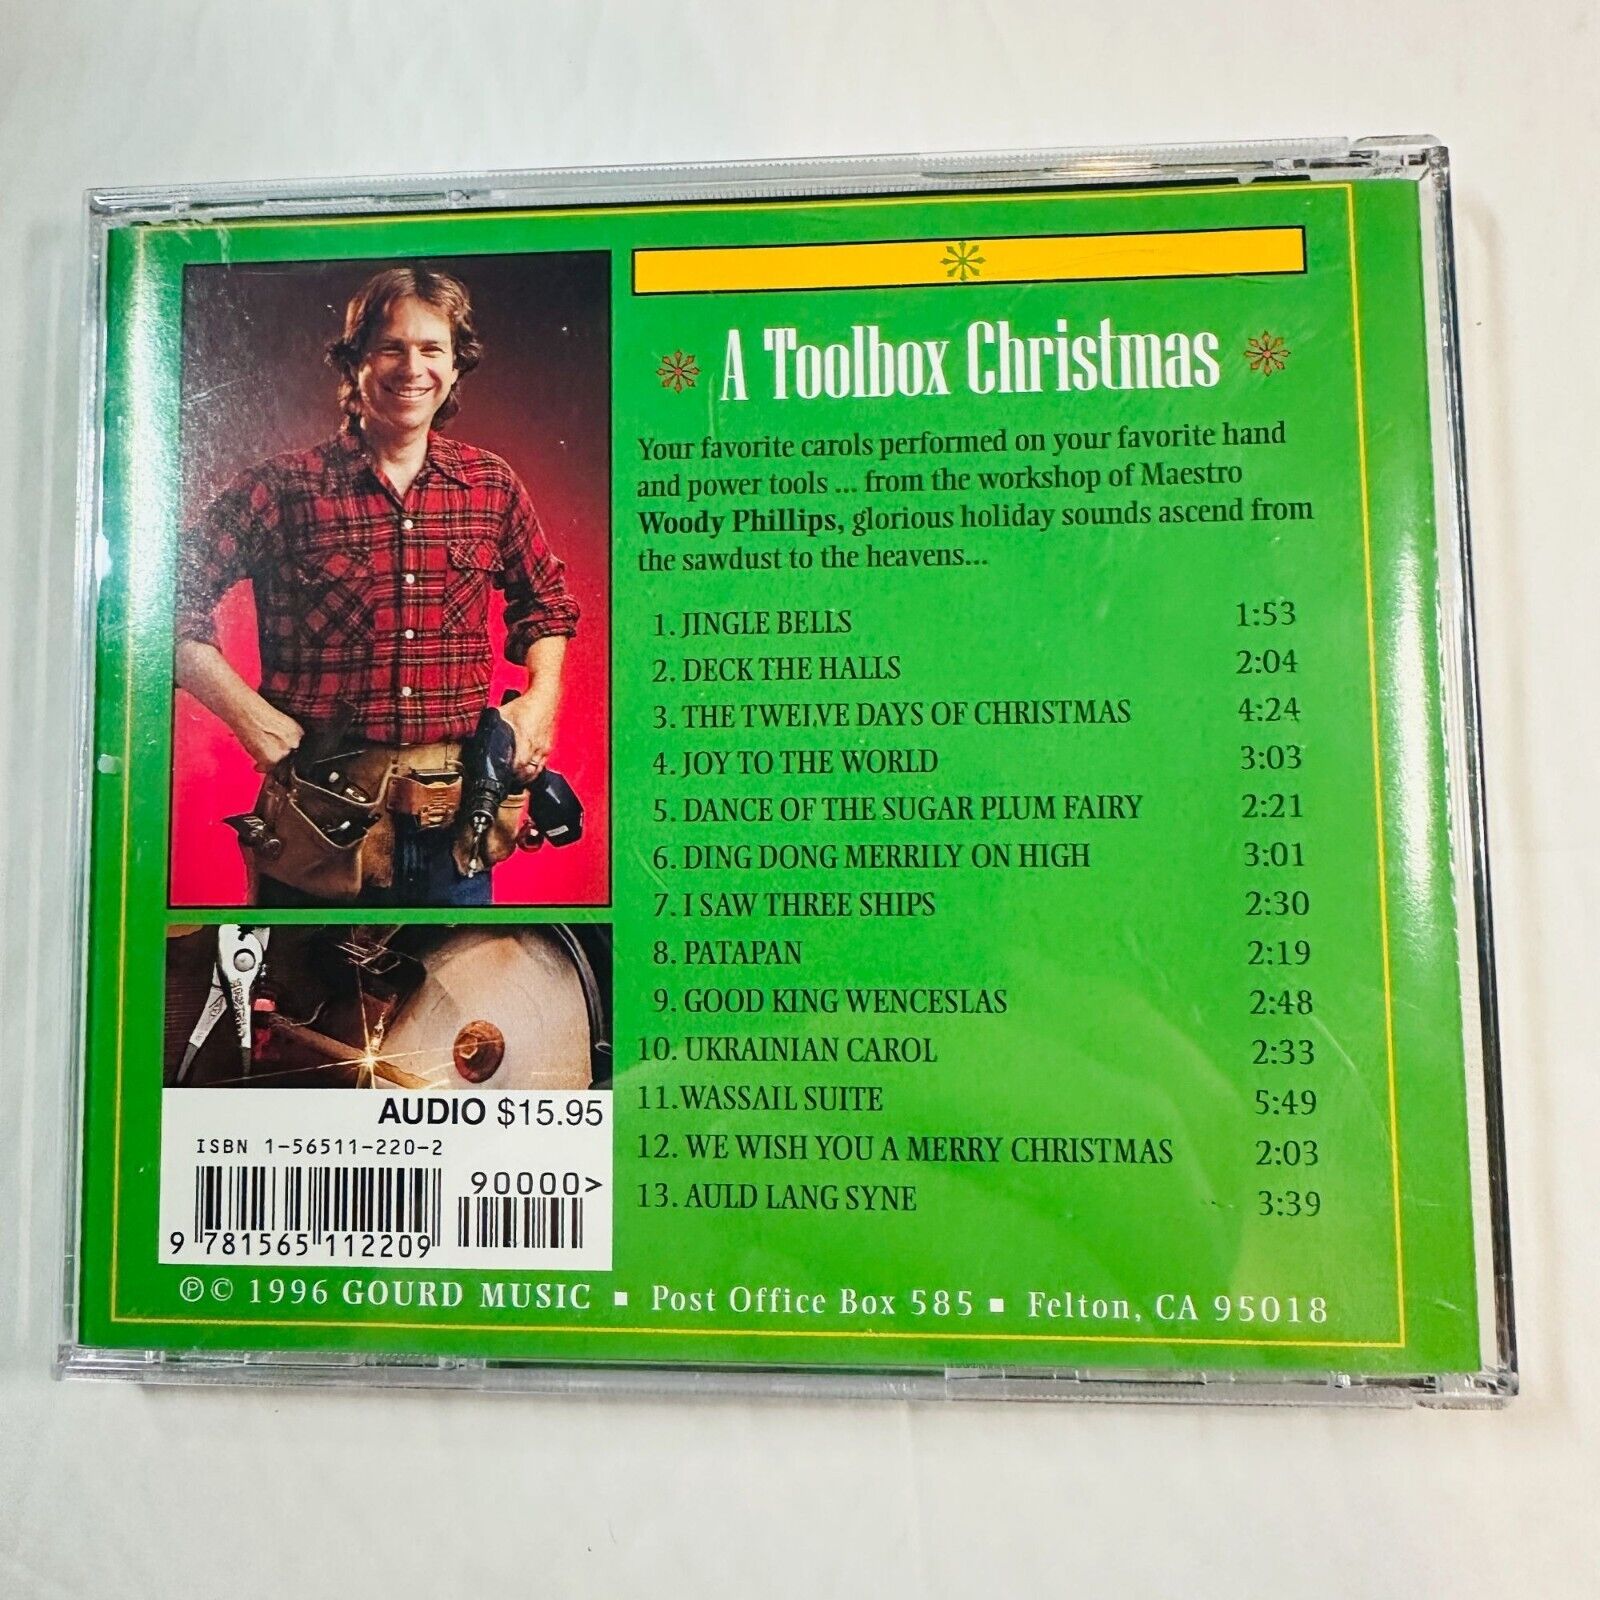 A Toolbox Christmas
Your favorite carols performed on your favorite hand
and power tools ... from the workshop of Maestro
Woody Phillips, glorious holiday sounds ascend from
the sawdust to the heavens...
1. JINGLE BELLS 1:53
2. DECK THE HALLS 2:04
3. THE TWELVE DAYS OF CHRISTMAS 4:24
4. JOY TO THE WORLD 3:03
5. DANCE OF THE SUGAR PLUM FAIRY 2:21
6. DING DONG MERRILY ON HIGH 3:01
7. I SAW THREE SHIPS 2:30
8. PATAPAN 2:19
9. GOOD KING WENCESLAS 2:48
10. UKRAINIAN CAROL 2:33
11. WASSAIL SUITE 5:49
12. WE WISH YOU A MERRY CHRISTMAS 2:03
13. AULD LANG SYNE 3:39
AUDIO $15.95
ISBN 1-56511-220-2
90000>
9 781565 112209
℗ © 1996 GOURD MUSIC ▪ Post Office Box 585 ▪ Felton, CA 95018